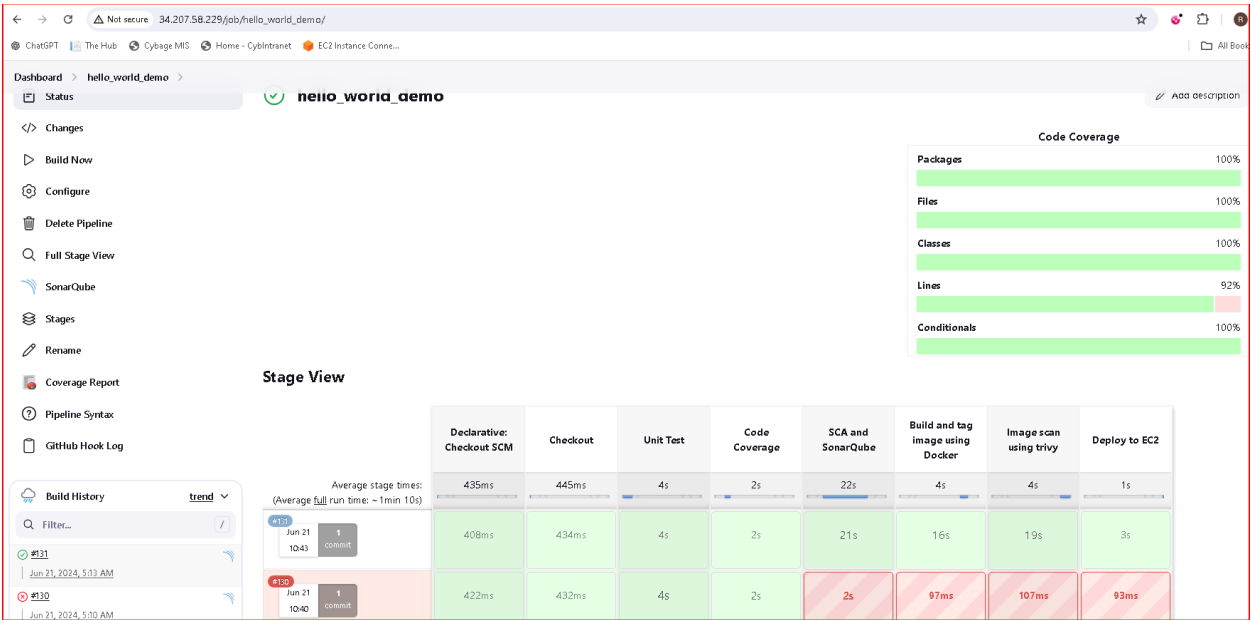 Not secure 34.207.58.229/job/hello_world_demo/
R
ChatGPT The Hub Cybage MIS Home - CybIntranet EC2 Instance Conne... All Book
Dashboard > hello_world_demo >
Status
hello_world_demo
Add description
Changes
Build Now
Configure
Delete Pipeline
Full Stage View
SonarQube
Stages
Rename
Coverage Report
Pipeline Syntax
GitHub Hook Log
Code Coverage
Packages 100%
Files 100%
Classes 100%
Lines 92%
Conditionals 100%
Stage View
Declarative: Checkout SCM
Checkout
Unit Test
Code Coverage
SCA and SonarQube
Build and tag image using Docker
Image scan using trivy
Deploy to EC2
Average stage times:
(Average full run time: ~1min 10s)
435ms 445ms 4s 2s 22s 4s 4s 1s
#131
Jun 21 10:43
1 commit
408ms 434ms 4s 2s 21s 16s 19s 3s
#130
Jun 21 10:40
1 commit
422ms 432ms 4s 2s 2s 97ms 107ms 93ms
Build History trend
Filter... /
#131
Jun 21, 2024, 5:13 AM
#130
Jun 21, 2024, 5:10 AM